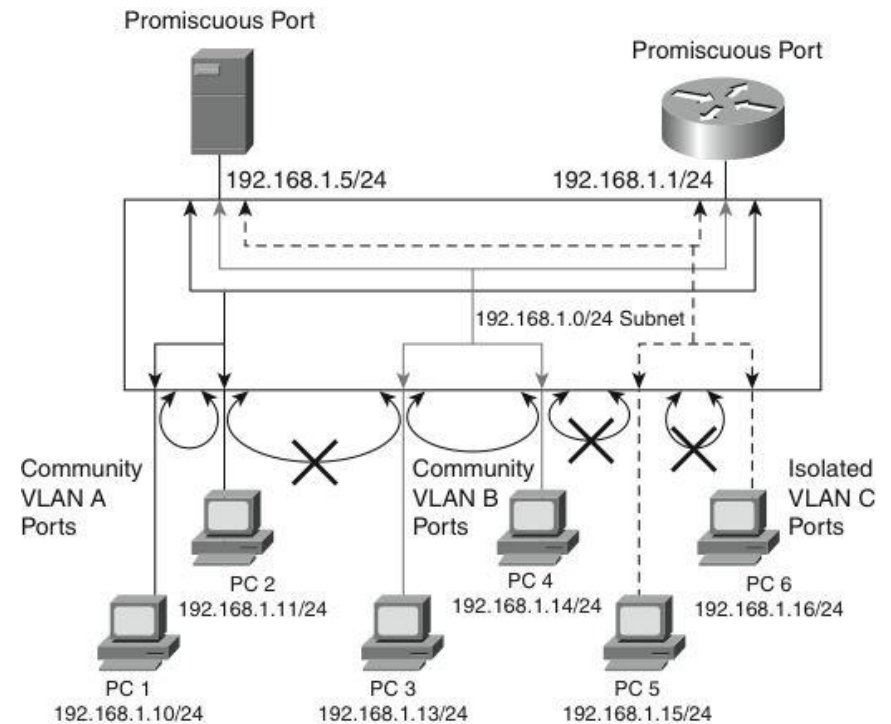 Promiscuous Port
Promiscuous Port
192.168.1.5/24
192.168.1.1/24
192.168.1.0/24 Subnet
Community
VLAN A
Ports
Community
VLAN B
Ports
Isolated
VLAN C
Ports
PC 2
192.168.1.11/24
PC 4
192.168.1.14/24
PC 6
192.168.1.16/24
PC 1
192.168.1.10/24
PC 3
192.168.1.13/24
PC 5
192.168.1.15/24